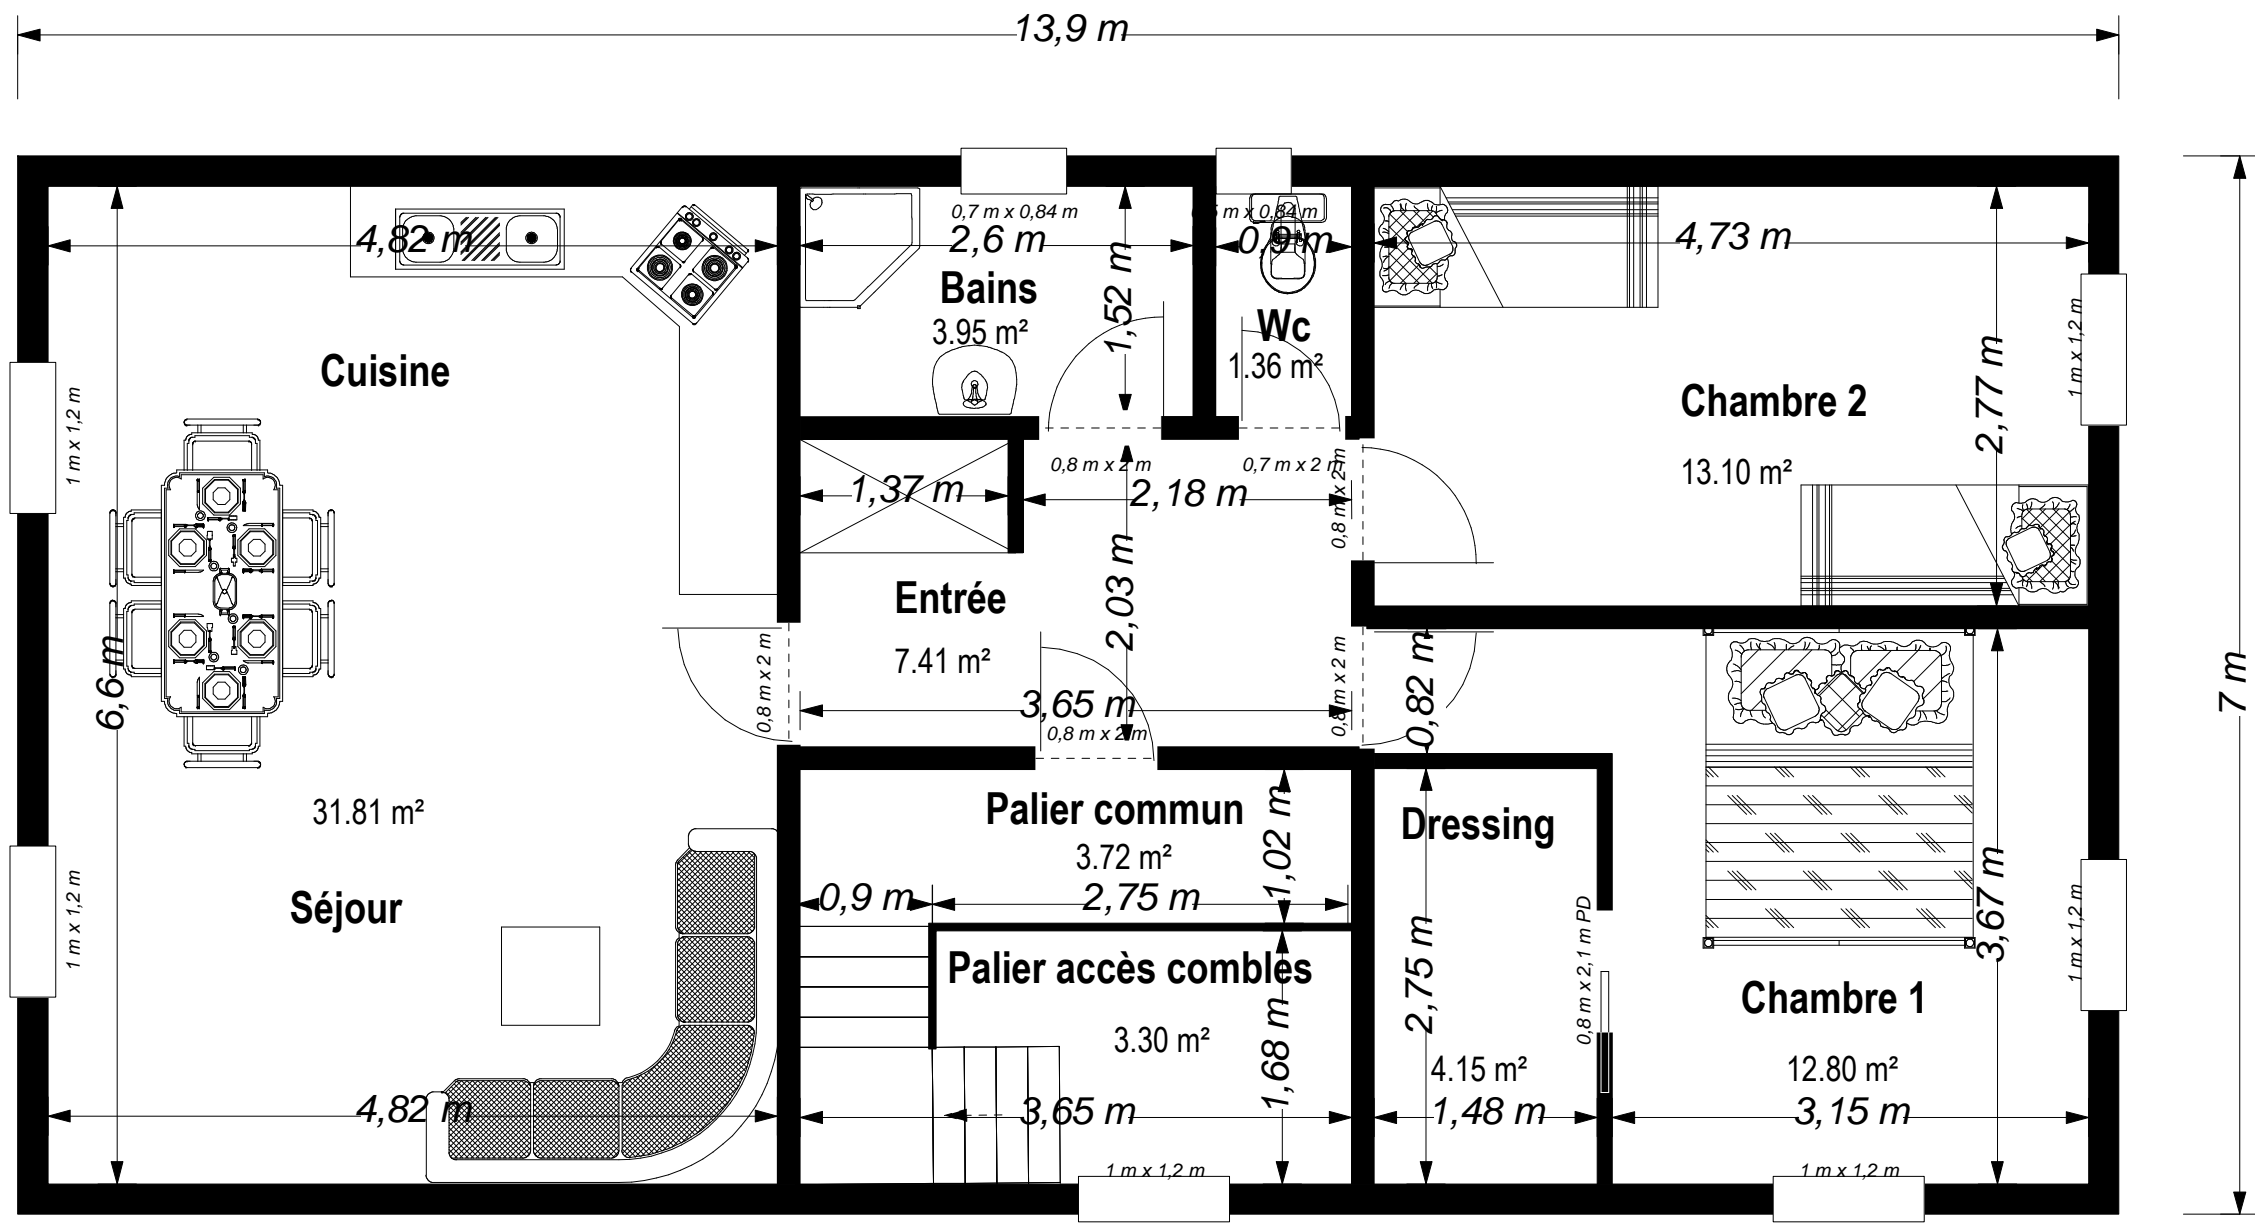 13,9 m
0,7 m x 0,84 m
m x 0,84 m
4,82 m
2,6 m
0,9 m
4,73 m
Bains
3.95 m²
1,52 m
Wc
1.36 m²
1 m x 1,2 m
Cuisine
1 m x 1,2 m
Chambre 2
2,77 m
13.10 m²
0,8 m x 2 m
0,7 m x 2 m
0,8 m x 2 m
1,37 m
2,18 m
Entrée
7.41 m²
2,03 m
6,6 m
0,8 m x 2 m
0,8 m x 2 m
0,82 m
7 m
3,65 m
0,8 m x 2 m
31.81 m²
Palier commun
3.72 m²
1,02 m
Dressing
0,9 m
2,75 m
Séjour
1 m x 1,2 m
3,67 m
1 m x 1,2 m
Palier accès combles
2,75 m
0,8 m x 2,1 m PD
Chambre 1
3.30 m²
1,68 m
4.15 m²
12.80 m²
4,82 m
3,65 m
1,48 m
3,15 m
1 m x 1,2 m
1 m x 1,2 m